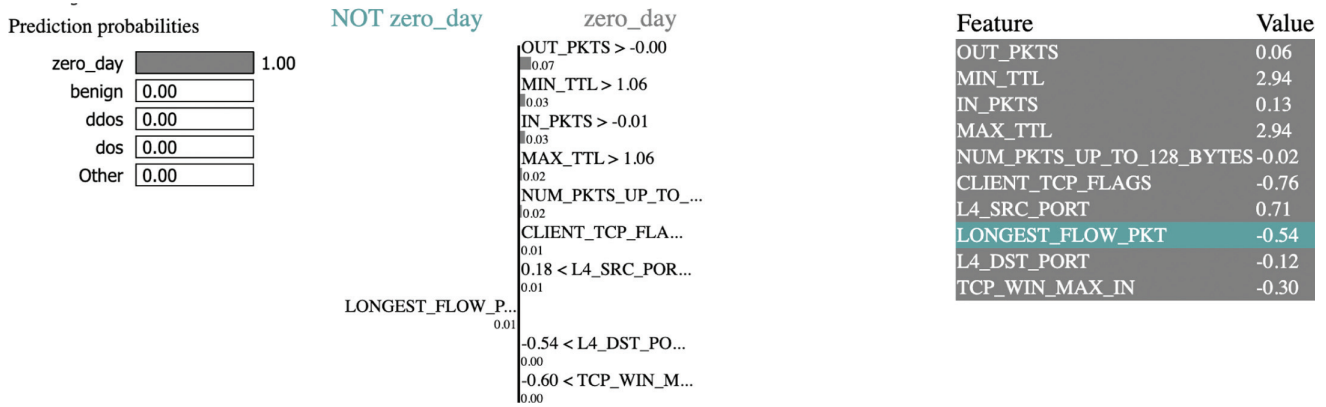 Prediction probabilities
zero_day 1.00
benign 0.00
ddos 0.00
dos 0.00
Other 0.00
NOT zero_day zero_day
OUT_PKTS > -0.00
0.07
MIN_TTL > 1.06
0.03
IN_PKTS > -0.01
0.03
MAX_TTL > 1.06
0.02
NUM_PKTS_UP_TO_...
0.02
CLIENT_TCP_FLA...
0.01
0.18 < L4_SRC_POR...
0.01
LONGEST_FLOW_P...
0.01
-0.54 < L4_DST_PO...
0.00
-0.60 < TCP_WIN_M...
0.00
Feature Value
OUT_PKTS 0.06
MIN_TTL 2.94
IN_PKTS 0.13
MAX_TTL 2.94
NUM_PKTS_UP_TO_128_BYTES -0.02
CLIENT_TCP_FLAGS -0.76
L4_SRC_PORT 0.71
LONGEST_FLOW_PKT -0.54
L4_DST_PORT -0.12
TCP_WIN_MAX_IN -0.30